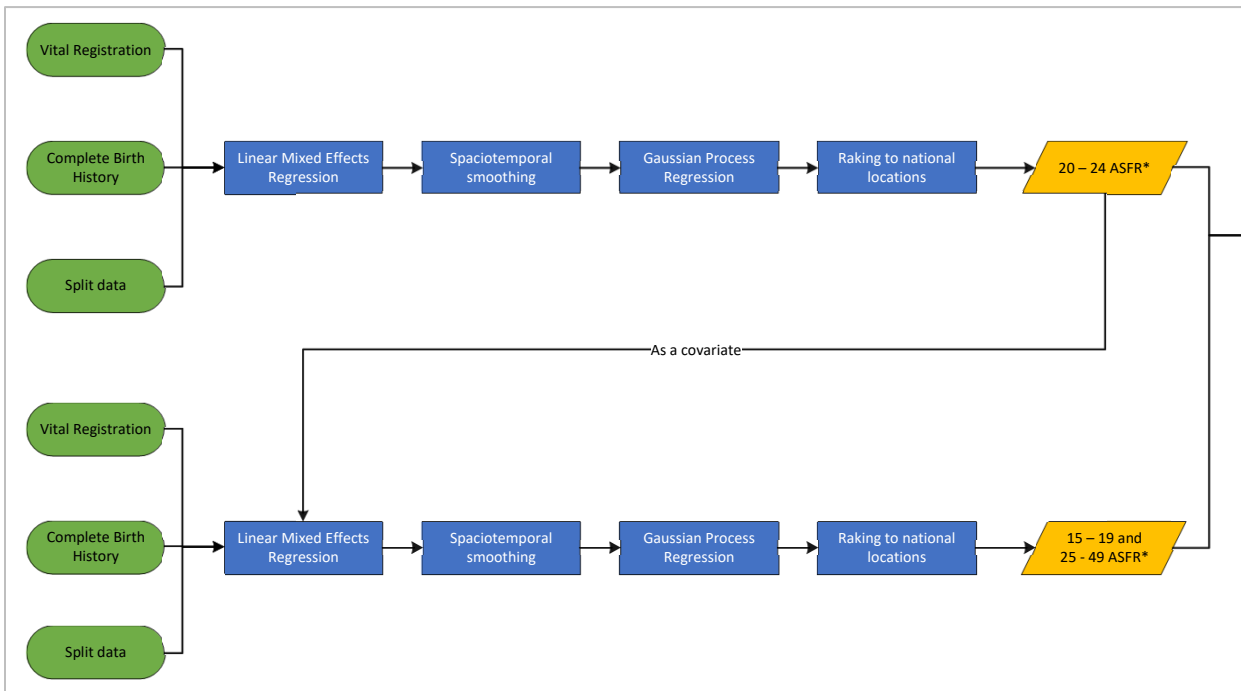 Vital Registration
Complete Birth
History
Split data
Linear Mixed Effects
Regression
Spaciotemporal
smoothing
Gaussian Process
Regression
Raking to national
locations
20 – 24 ASFR*
As a covariate
Vital Registration
Complete Birth
History
Split data
Linear Mixed Effects
Regression
Spaciotemporal
smoothing
Gaussian Process
Regression
Raking to national
locations
15 – 19 and
25 - 49 ASFR*